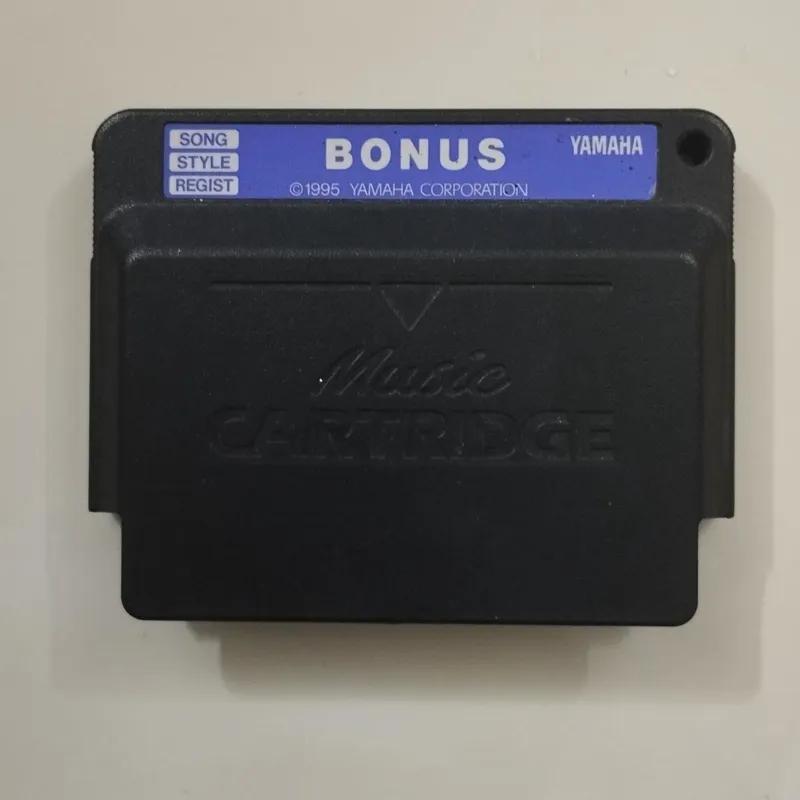 SONG
STYLE
REGIST
BONUS
YAMAHA
©1995 YAMAHA CORPORATION
Music
CARTRIDGE